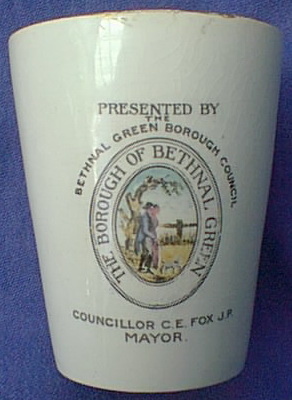 PRESENTED BY
THE
BETHNAL GREEN BOROUGH COUNCIL
THE BOROUGH OF BETHNAL GREEN
COUNCILLOR C.E. FOX J.P.
MAYOR.